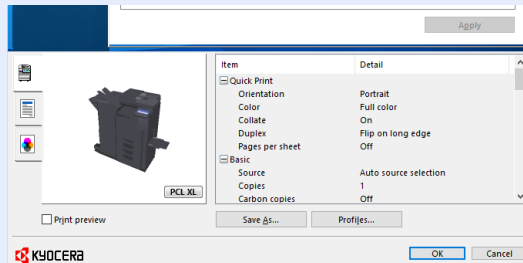 Apply
Item Detail
Quick Print
Orientation Portrait
Color Full color
Collate On
Duplex Flip on long edge
Pages per sheet Off
Basic
Source Auto source selection
Copies 1
Carbon copies Off
PCL XL
Print preview Save As... Profiles...
KYOCERA OK Cancel